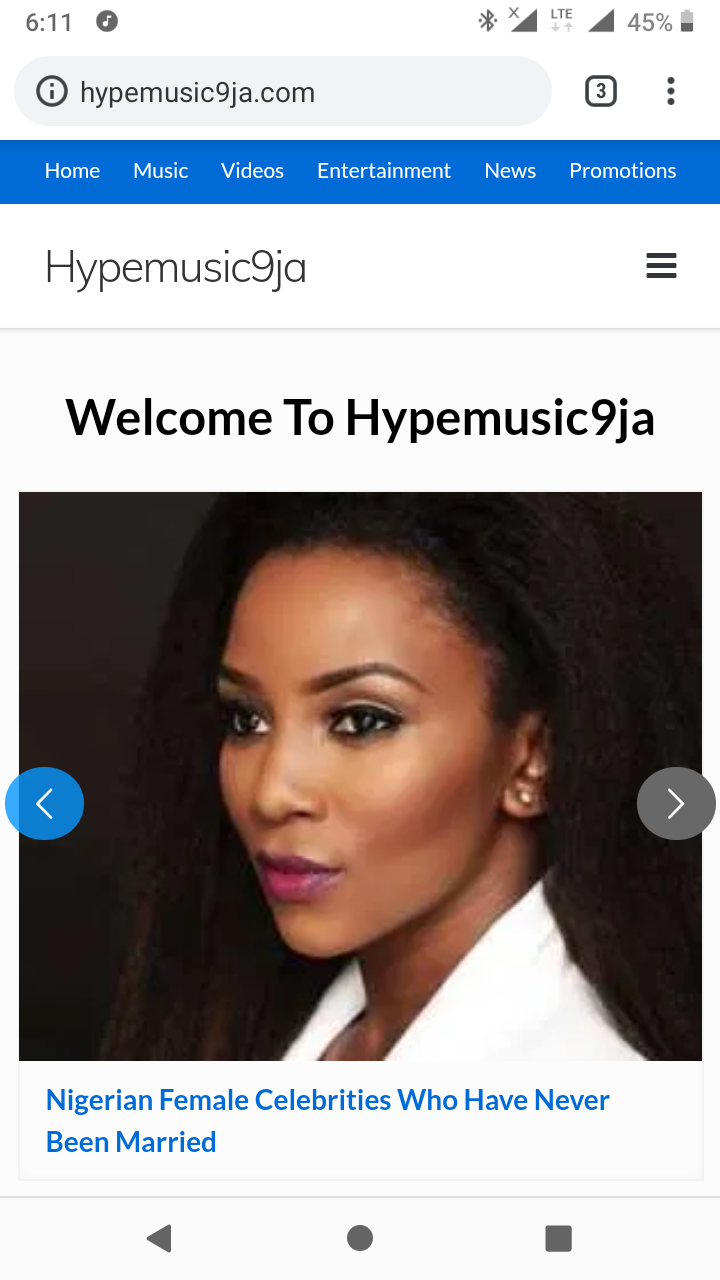 6:11 LTE 45%
hypemusic9ja.com 3
Home Music Videos Entertainment News Promotions
Hypemusic9ja
Welcome To Hypemusic9ja
Nigerian Female Celebrities Who Have Never
Been Married